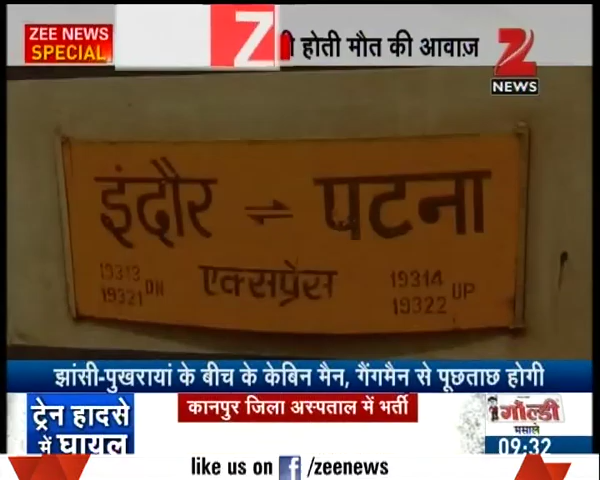 ZEE NEWS
SPECIAL
होती मौत की आवाज़
Z
NEWS
इंदौर ⇌ पटना
19313 DN एक्सप्रेस 19314 UP
19321 19322
झांसी-पुखरायां के बीच के केबिन मैन, गैंगमैन से पूछताछ होगी
ट्रेन हादसे
में घायल
कानपुर जिला अस्पताल में भर्ती
गोल्डी
मसाले
09:32
like us on f /zeenews